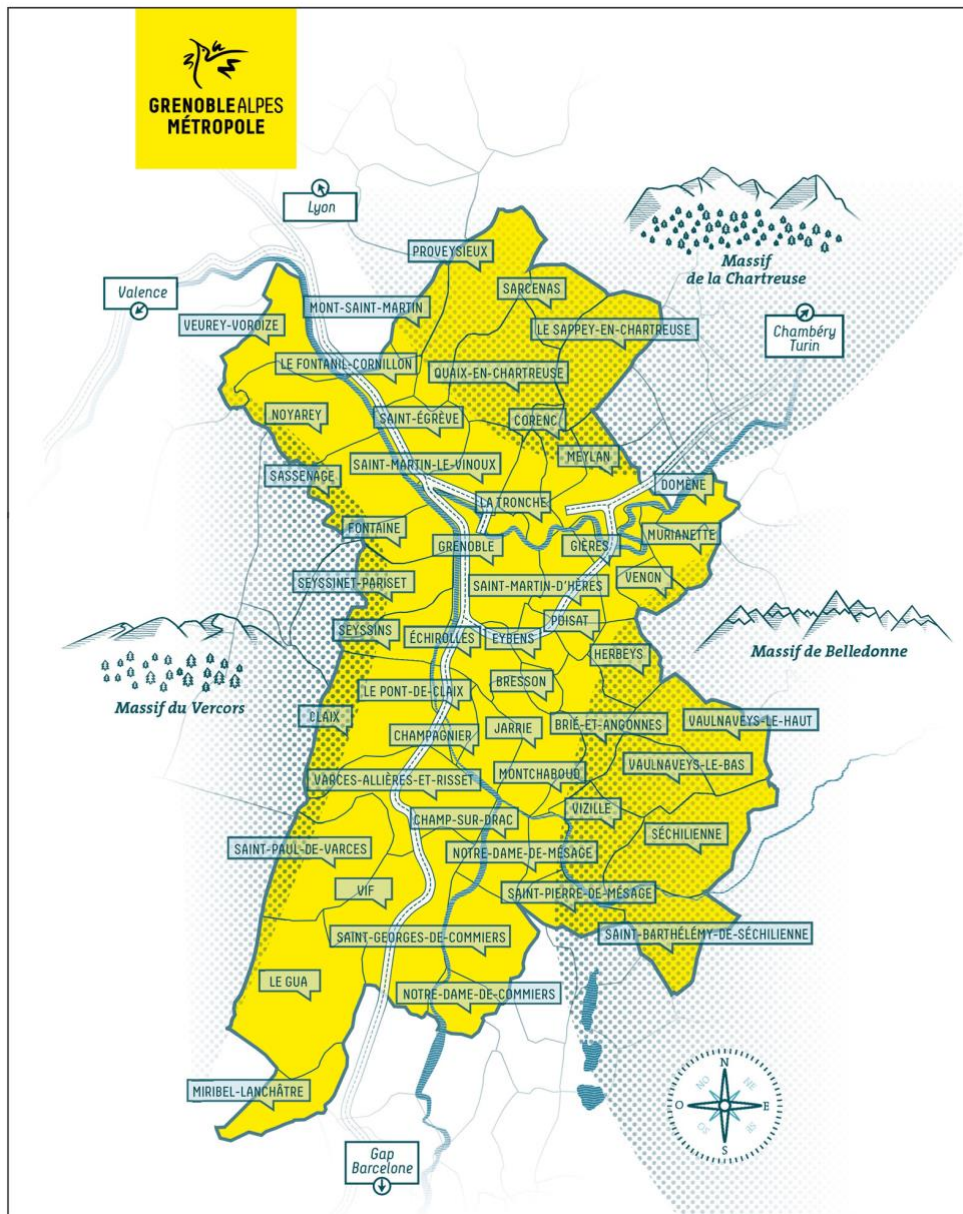 GRENOBLEALPES
MÉTROPOLE
Lyon
PROVEYSIEUX
Massif
de la Chartreuse
SARCENAS
Valence
MONT-SAINT-MARTIN
VEUREY-VOROIZE
LE SAPPEY-EN-CHARTREUSE
Chambéry
Turin
LE FONTANIL-CORNILLON
QUAIX-EN-CHARTREUSE
NOYAREY
SAINT-ÉGRÈVE
CORENC
SAINT-MARTIN-LE-VINOUX
MEYLAN
SASSENAGE
DOMÈNE
LA TRONCHE
FONTAINE
MURIANETTE
GRENOBLE
GIÈRES
VENON
SEYSSINET-PARISET
SAINT-MARTIN-D'HÈRES
POISAT
SEYSSINS
ÉCHIROLLES
EYBENS
HERBEYS
Massif de Belledonne
BRESSON
LE PONT-DE-CLAIX
Massif du Vercors
CLAIX
CHAMPAGNIER
JARRIE
BRIÉ-ET-ANGONNES
VAULNAVEYS-LE-HAUT
VAULNAVEYS-LE-BAS
MONTCHABOUD
VARCES-ALLIÈRES-ET-RISSET
VIZILLE
CHAMP-SUR-DRAC
SÉCHILIENNE
SAINT-PAUL-DE-VARCES
NOTRE-DAME-DE-MÉSAGE
VIF
SAINT-PIERRE-DE-MÉSAGE
SAINT-GEORGES-DE-COMMIERS
SAINT-BARTHÉLÉMY-DE-SÉCHILIENNE
LE GUA
NOTRE-DAME-DE-COMMIERS
MIRIBEL-LANCHÂTRE
N
NO
NE
O
E
SO
SE
S
Gap
Barcelone